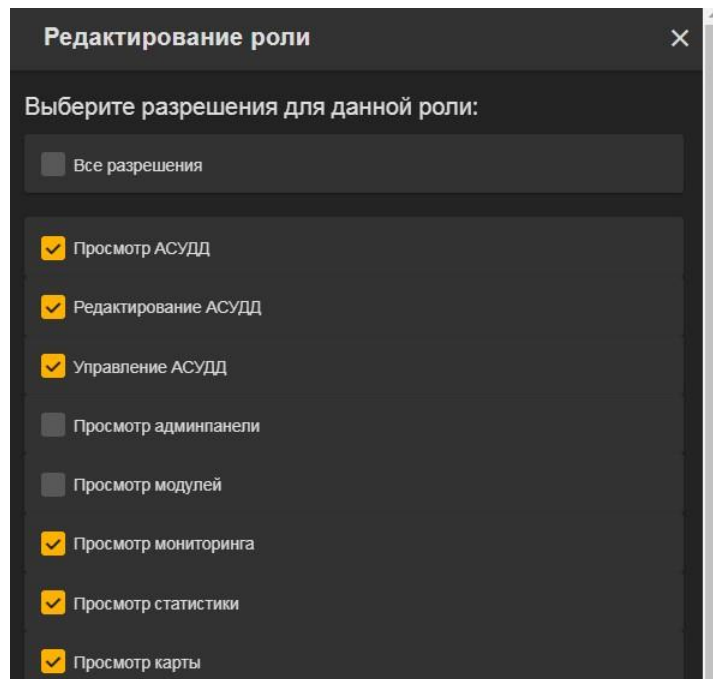 Редактирование роли
Выберите разрешения для данной роли:
Все разрешения
Просмотр АСУДД
Редактирование АСУДД
Управление АСУДД
Просмотр админпанели
Просмотр модулей
Просмотр мониторинга
Просмотр статистики
Просмотр карты